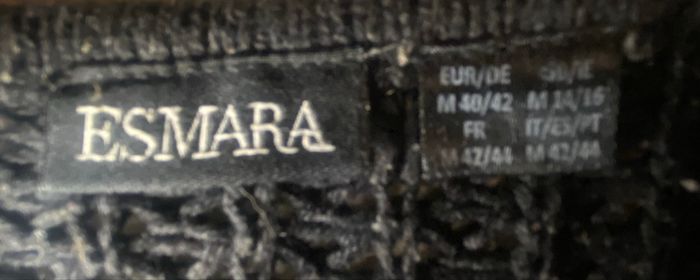 ESMARA
EUR/DE GB/IE
M 40/42 M 14/16
FR IT/ES/PT
M 42/44 M 42/44